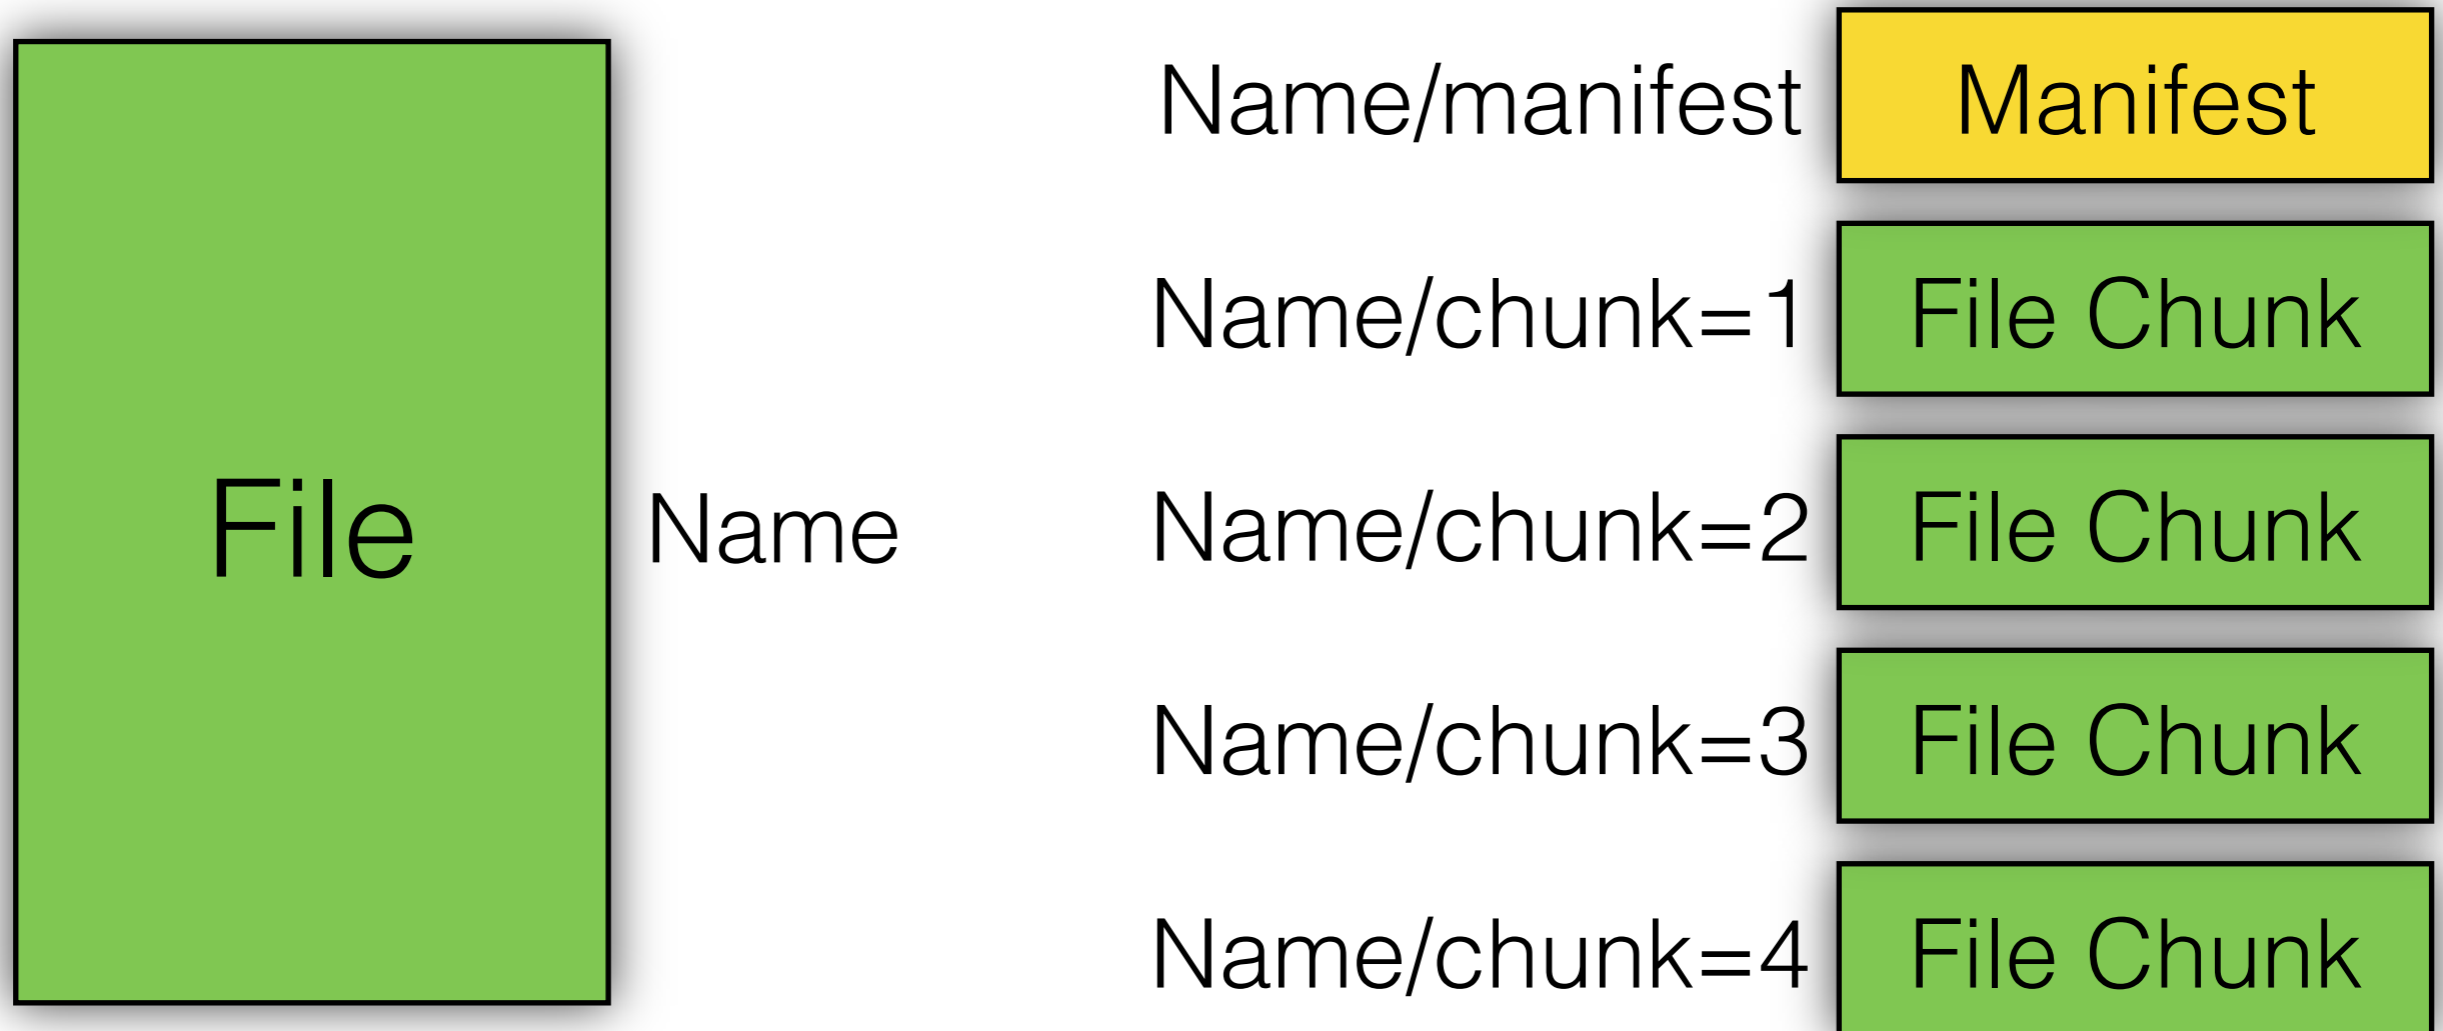 File
Name
Name/manifest
Manifest
Name/chunk=1
File Chunk
Name/chunk=2
File Chunk
Name/chunk=3
File Chunk
Name/chunk=4
File Chunk